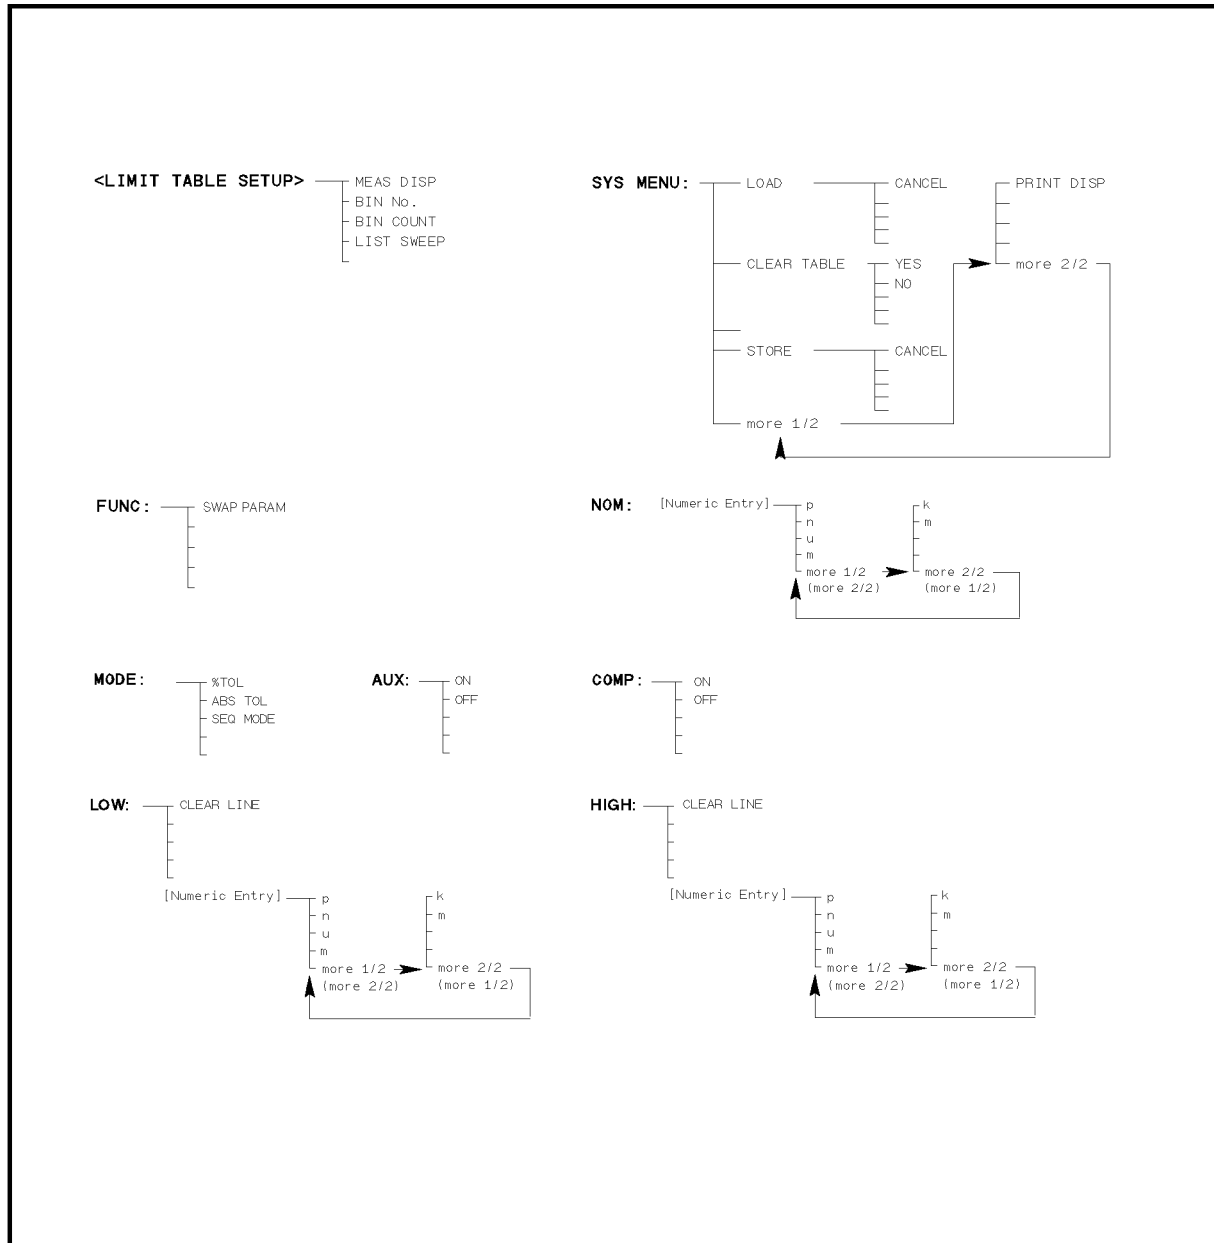 <LIMIT TABLE SETUP>
MEAS DISP
BIN No.
BIN COUNT
LIST SWEEP
SYS MENU:
LOAD
CANCEL
CLEAR TABLE
YES
NO
STORE
CANCEL
more 1/2
PRINT DISP
more 2/2
FUNC:
SWAP PARAM
NOM:
[Numeric Entry]
p
n
u
m
more 1/2
(more 2/2)
k
m
more 2/2
(more 1/2)
MODE:
%TOL
ABS TOL
SEQ MODE
AUX:
ON
OFF
COMP:
ON
OFF
LOW:
CLEAR LINE
[Numeric Entry]
p
n
u
m
more 1/2
(more 2/2)
k
m
more 2/2
(more 1/2)
HIGH:
CLEAR LINE
[Numeric Entry]
p
n
u
m
more 1/2
(more 2/2)
k
m
more 2/2
(more 1/2)